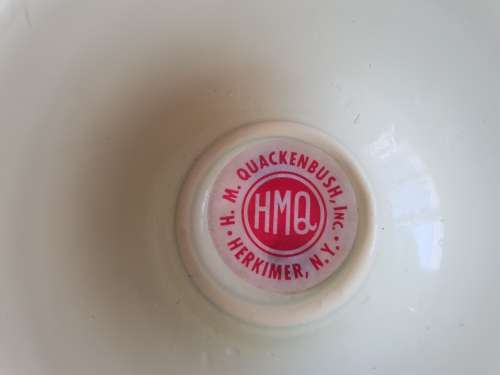 H. M. QUACKENBUSH, INC.
HMQ
• HERKIMER, N.Y. •